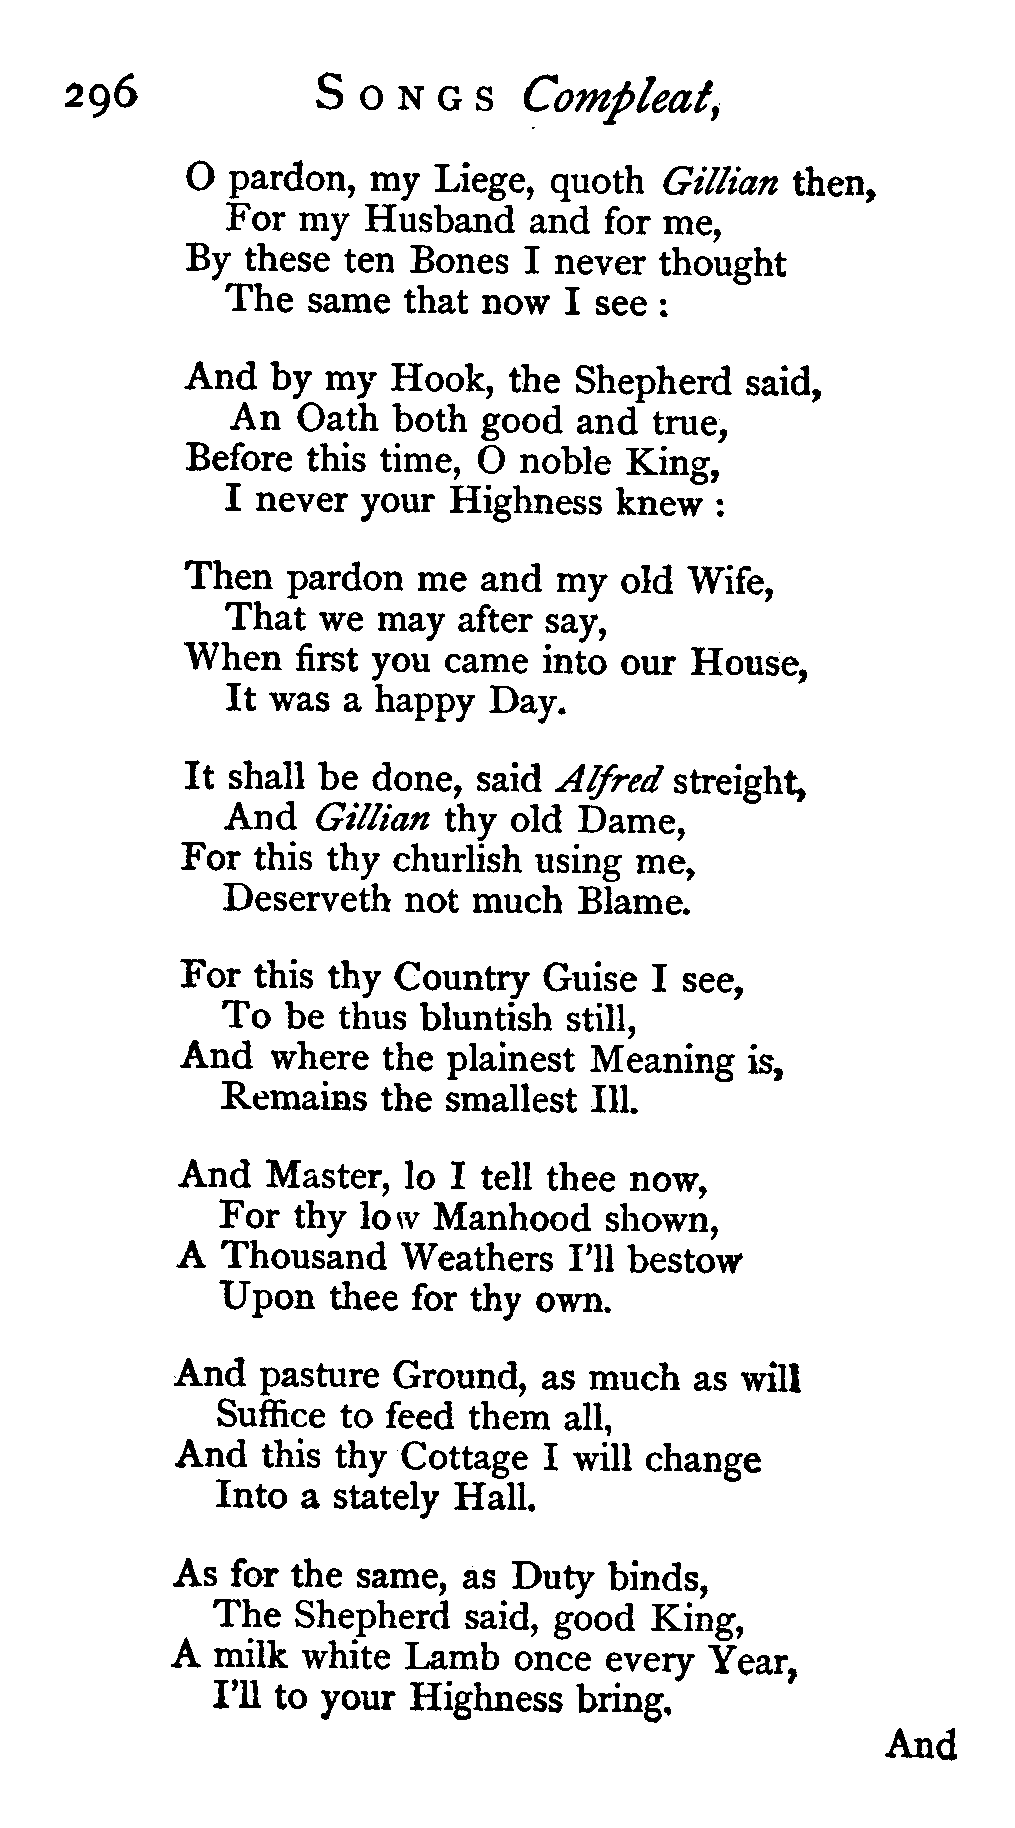 296 SONGS Compleat,
O pardon, my Liege, quoth Gillian then,
For my Husband and for me,
By these ten Bones I never thought
The same that now I see :
And by my Hook, the Shepherd said,
An Oath both good and true,
Before this time, O noble King,
I never your Highness knew :
Then pardon me and my old Wife,
That we may after say,
When first you came into our House,
It was a happy Day.
It shall be done, said Alfred streight,
And Gillian thy old Dame,
For this thy churlish using me,
Deserveth not much Blame.
For this thy Country Guise I see,
To be thus bluntish still,
And where the plainest Meaning is,
Remains the smallest Ill.
And Master, lo I tell thee now,
For thy low Manhood shown,
A Thousand Weathers I'll bestow
Upon thee for thy own.
And pasture Ground, as much as will
Suffice to feed them all,
And this thy Cottage I will change
Into a stately Hall.
As for the same, as Duty binds,
The Shepherd said, good King,
A milk white Lamb once every Year,
I'll to your Highness bring.
And